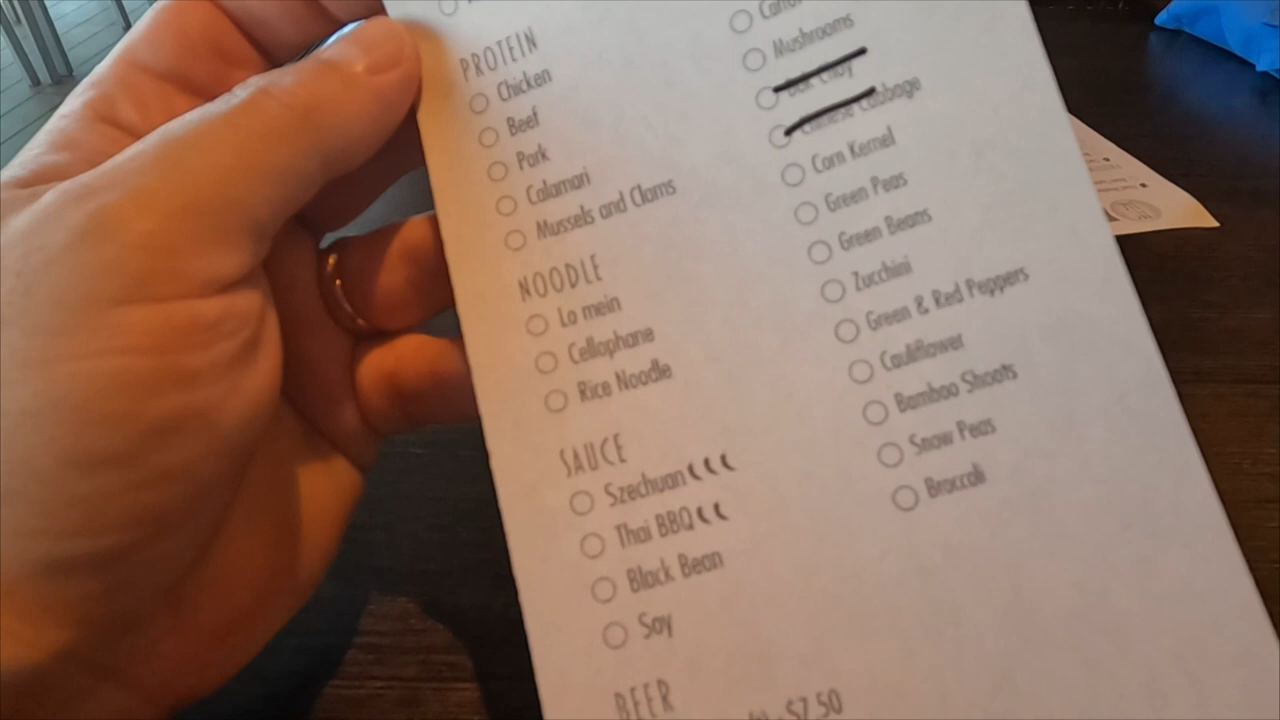 PROTEIN
Chicken
Beef
Pork
Calamari
Mussels and Clams
NOODLE
Lo mein
Cellophane
Rice Noodle
SAUCE
Szechuan
Thai BBQ
Black Bean
Soy
BEER
$7.50
Mushrooms
Bok Choy
Chinese Cabbage
Corn Kernel
Green Peas
Green Beans
Zucchini
Green & Red Peppers
Cauliflower
Bamboo Shoots
Snow Peas
Broccoli